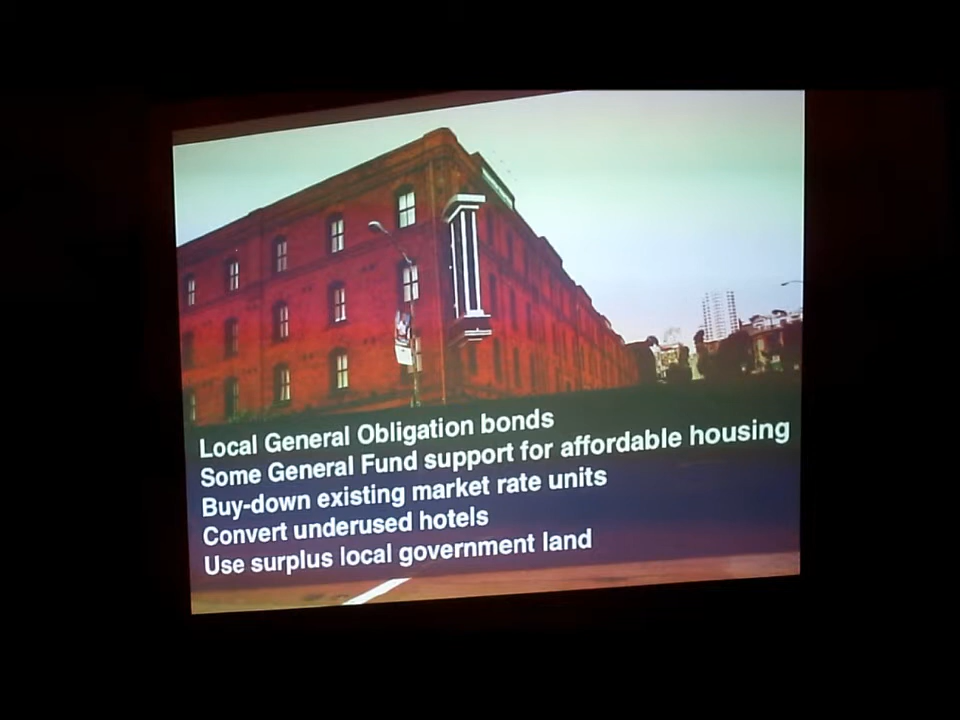 Local General Obligation bonds
Some General Fund support for affordable housing
Buy-down existing market rate units
Convert underused hotels
Use surplus local government land